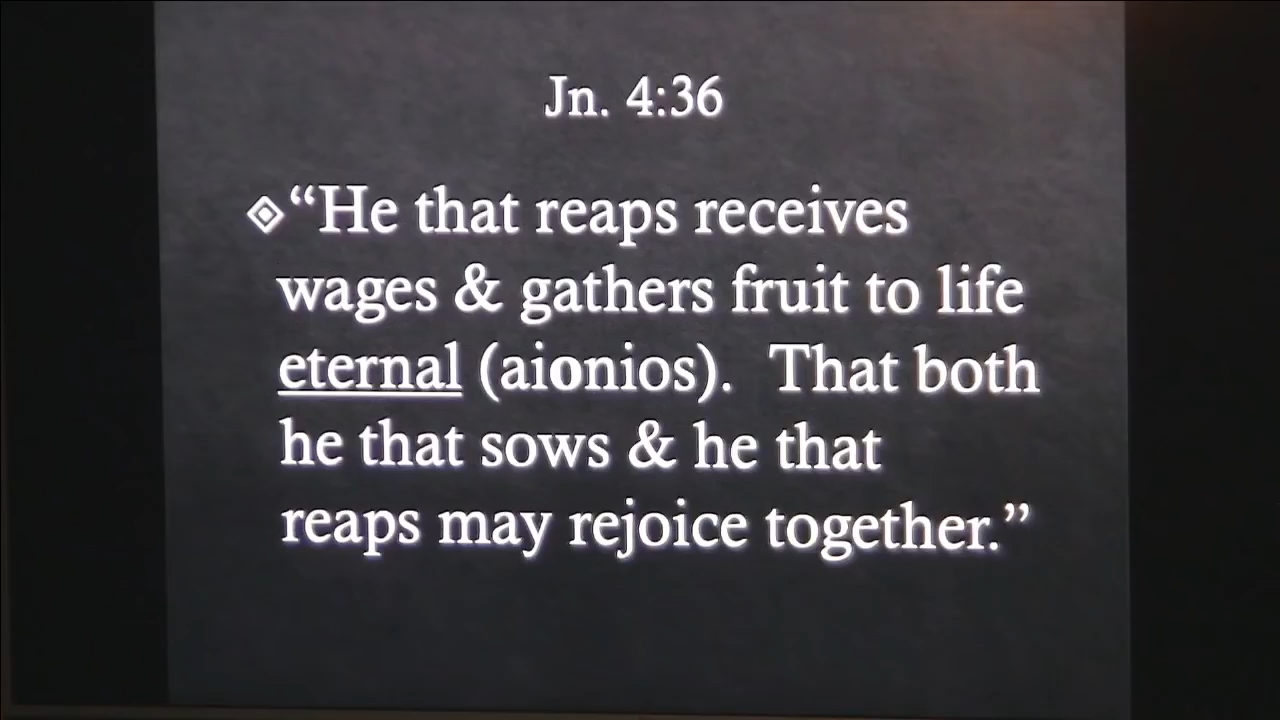 Jn. 4:36
“He that reaps receives
wages & gathers fruit to life
eternal (aionios).  That both
he that sows & he that
reaps may rejoice together.”